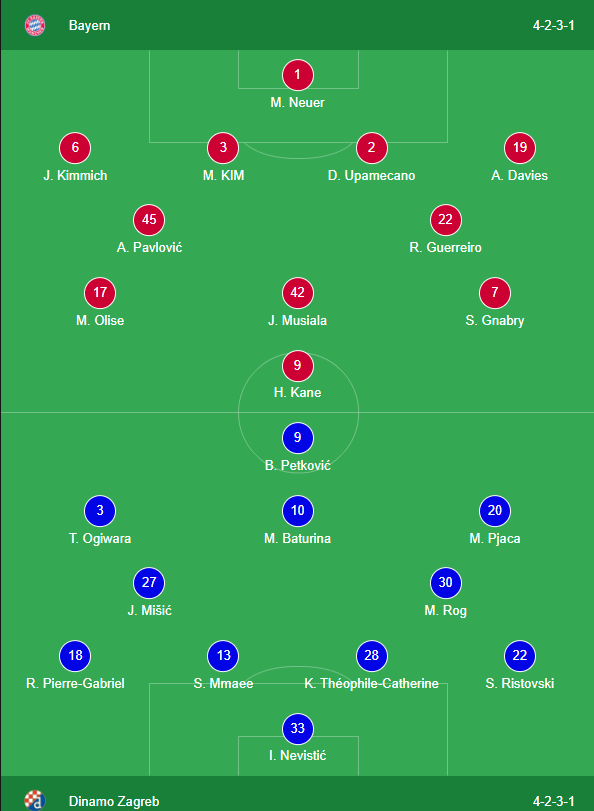 Bayern 4-2-3-1
1
M. Neuer
6 3 2 19
J. Kimmich M. KIM D. Upamecano A. Davies
45 22
A. Pavlović R. Guerreiro
17 42 7
M. Olise J. Musiala S. Gnabry
9
H. Kane
9
B. Petković
3 10 20
T. Ogiwara M. Baturina M. Pjaca
27 30
J. Mišić M. Rog
18 13 28 22
R. Pierre-Gabriel S. Mmaee K. Théophile-Catherine S. Ristovski
33
I. Nevistić
Dinamo Zagreb 4-2-3-1